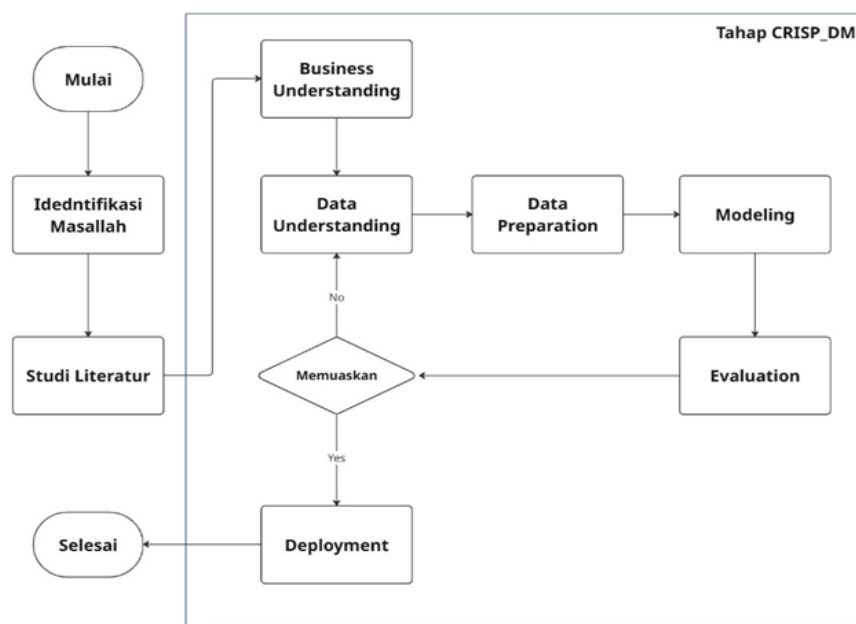 Tahap CRISP_DM
Mulai
Idedntifikasi
Masallah
Studi Literatur
Business
Understanding
Data
Understanding
Data
Preparation
Modeling
Evaluation
Memuaskan
No
Yes
Deployment
Selesai